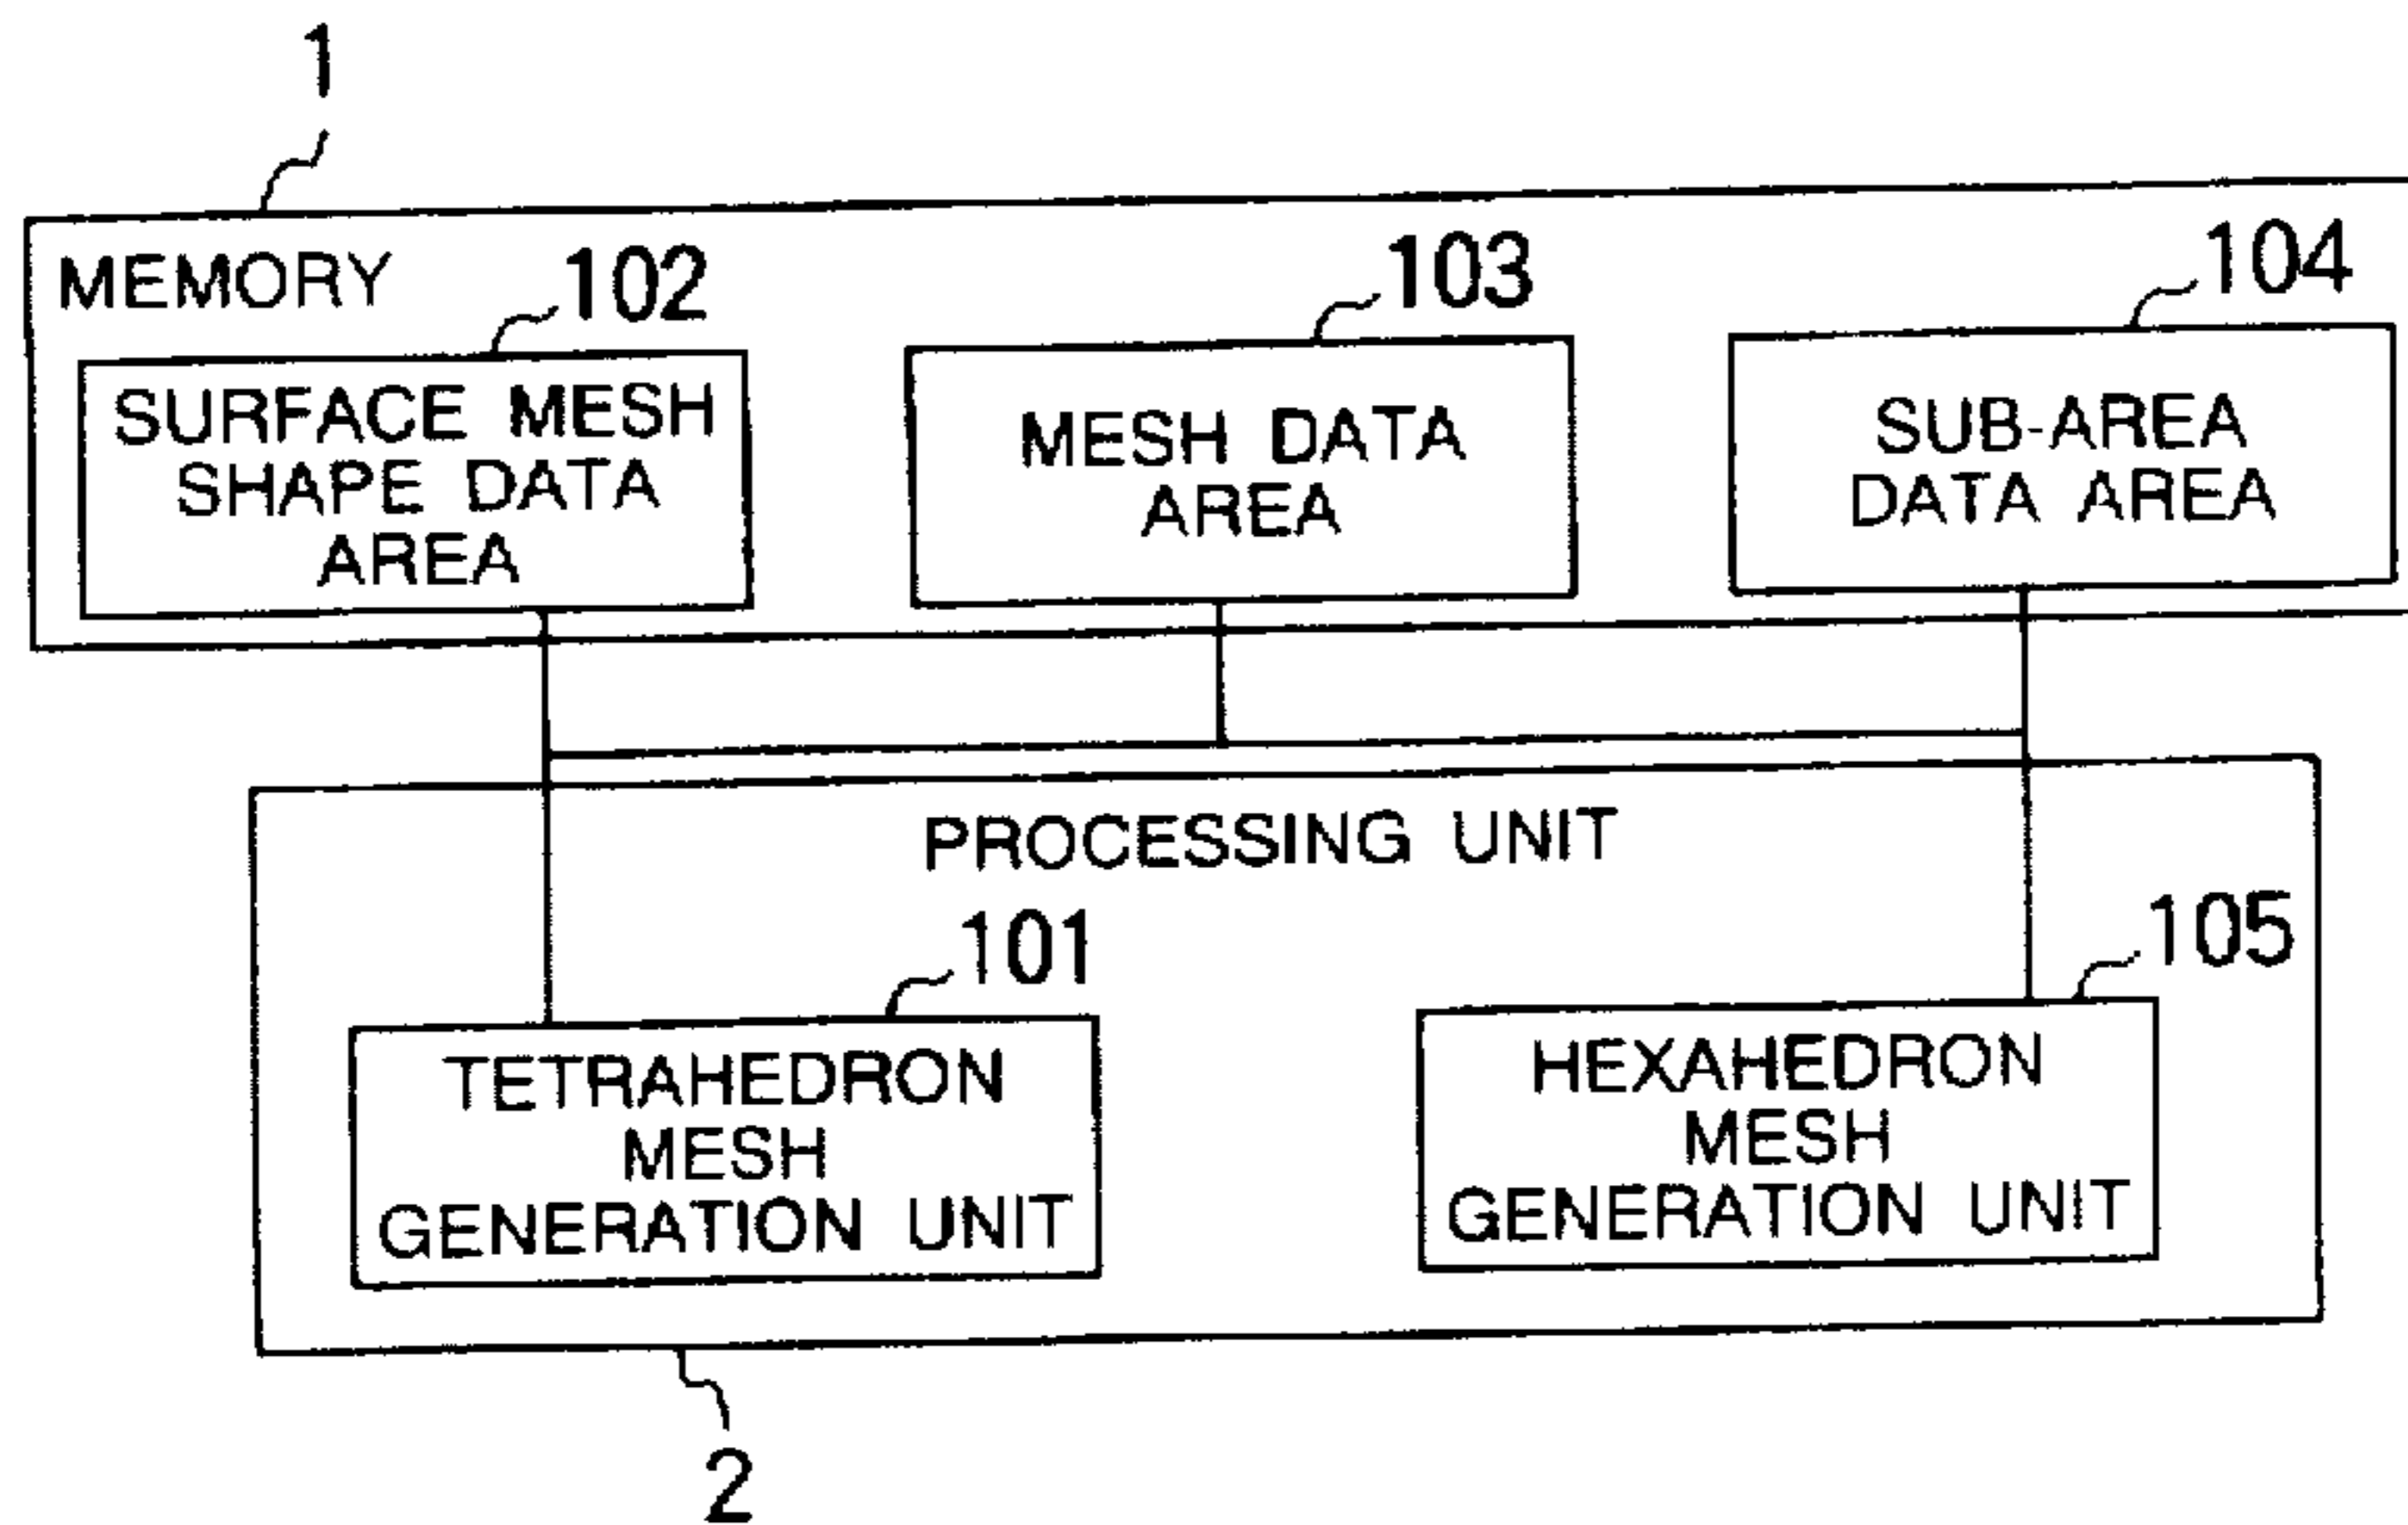 1
MEMORY
102
103
104
SURFACE MESH
SHAPE DATA
AREA
MESH DATA
AREA
SUB-AREA
DATA AREA
PROCESSING UNIT
101
105
TETRAHEDRON
MESH
GENERATION UNIT
HEXAHEDRON
MESH
GENERATION UNIT
2